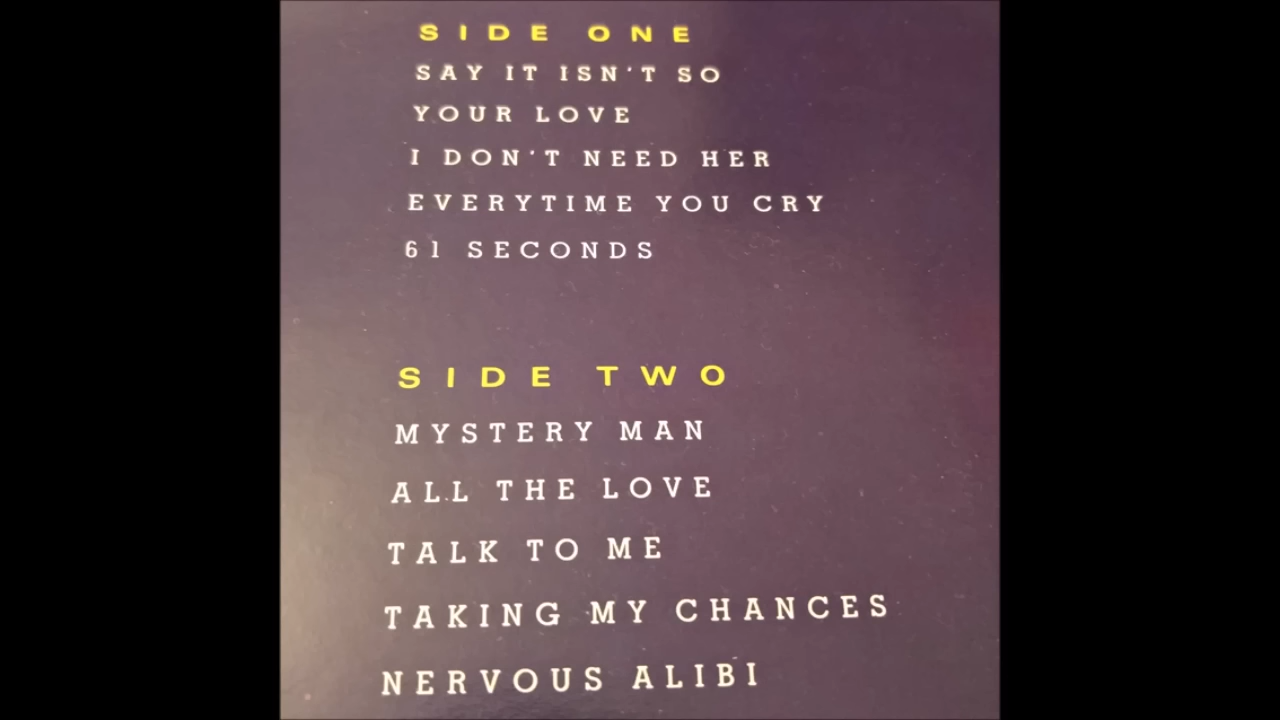 SIDE ONE
SAY IT ISN'T SO
YOUR LOVE
I DON'T NEED HER
EVERYTIME YOU CRY
61 SECONDS
SIDE TWO
MYSTERY MAN
ALL THE LOVE
TALK TO ME
TAKING MY CHANCES
NERVOUS ALIBI